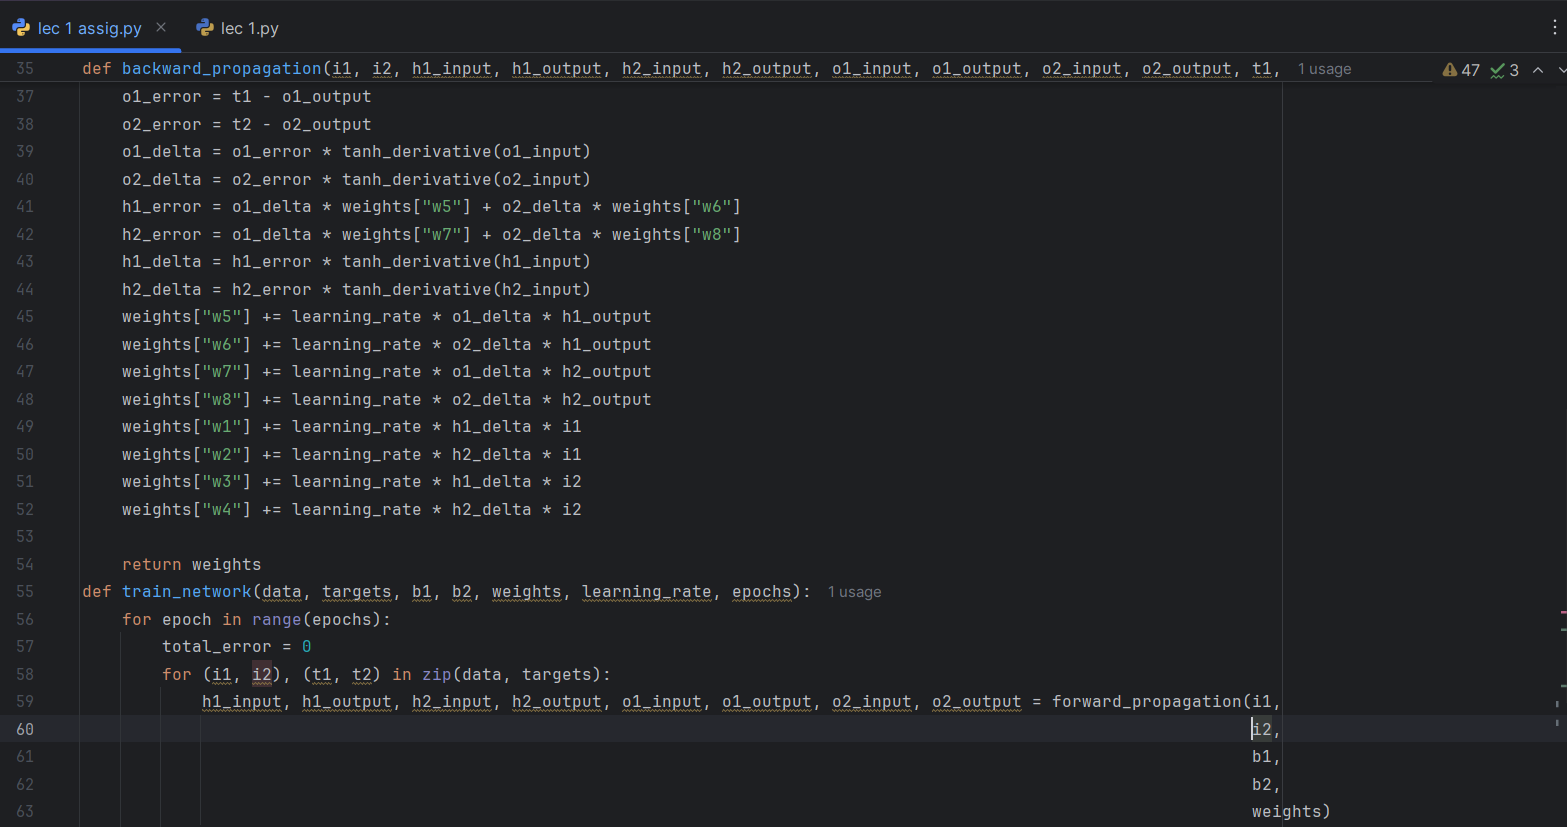 lec 1 assig.py
lec 1.py
35 def backward_propagation(i1, i2, h1_input, h1_output, h2_input, h2_output, o1_input, o1_output, o2_input, o2_output, t1, 1 usage 47 3
37 o1_error = t1 - o1_output
38 o2_error = t2 - o2_output
39 o1_delta = o1_error * tanh_derivative(o1_input)
40 o2_delta = o2_error * tanh_derivative(o2_input)
41 h1_error = o1_delta * weights["w5"] + o2_delta * weights["w6"]
42 h2_error = o1_delta * weights["w7"] + o2_delta * weights["w8"]
43 h1_delta = h1_error * tanh_derivative(h1_input)
44 h2_delta = h2_error * tanh_derivative(h2_input)
45 weights["w5"] += learning_rate * o1_delta * h1_output
46 weights["w6"] += learning_rate * o2_delta * h1_output
47 weights["w7"] += learning_rate * o1_delta * h2_output
48 weights["w8"] += learning_rate * o2_delta * h2_output
49 weights["w1"] += learning_rate * h1_delta * i1
50 weights["w2"] += learning_rate * h2_delta * i1
51 weights["w3"] += learning_rate * h1_delta * i2
52 weights["w4"] += learning_rate * h2_delta * i2
53
54 return weights
55 def train_network(data, targets, b1, b2, weights, learning_rate, epochs): 1 usage
56 for epoch in range(epochs):
57 total_error = 0
58 for (i1, i2), (t1, t2) in zip(data, targets):
59 h1_input, h1_output, h2_input, h2_output, o1_input, o1_output, o2_input, o2_output = forward_propagation(i1,
60 i2,
61 b1,
62 b2,
63 weights)